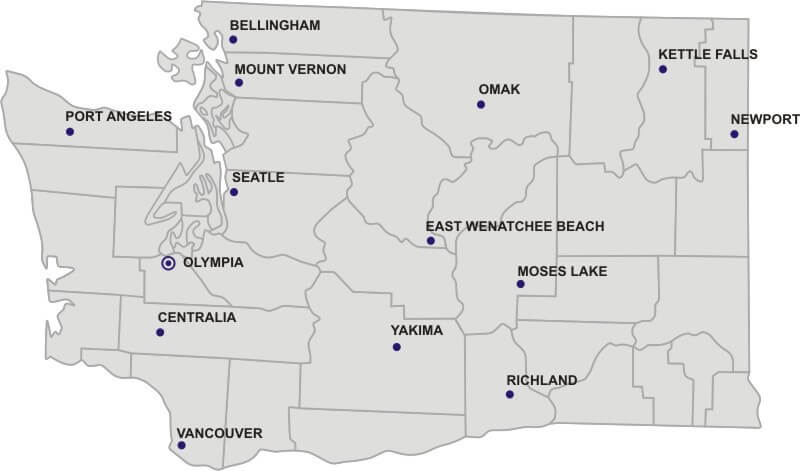 BELLINGHAM
KETTLE FALLS
MOUNT VERNON
OMAK
PORT ANGELES
NEWPORT
SEATLE
EAST WENATCHEE BEACH
OLYMPIA
MOSES LAKE
CENTRALIA
YAKIMA
RICHLAND
VANCOUVER